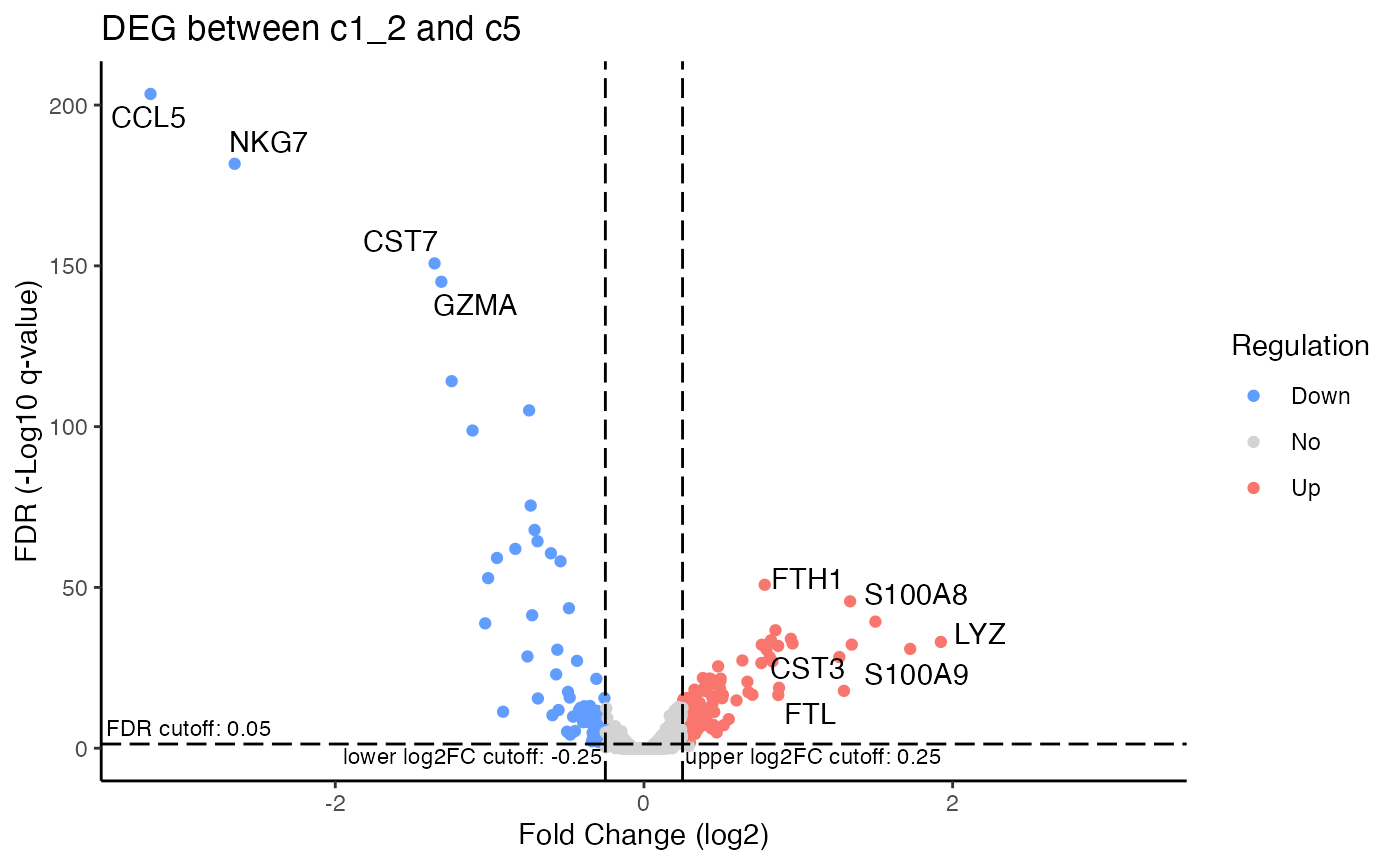 DEG between c1_2 and c5
FDR (-Log10 q-value)
200
150
100
50
0
CCL5
NKG7
CST7
GZMA
FTH1
S100A8
LYZ
CST3
S100A9
FTL
FDR cutoff: 0.05
lower log2FC cutoff: -0.25
upper log2FC cutoff: 0.25
-2
0
2
Fold Change (log2)
Regulation
Down
No
Up